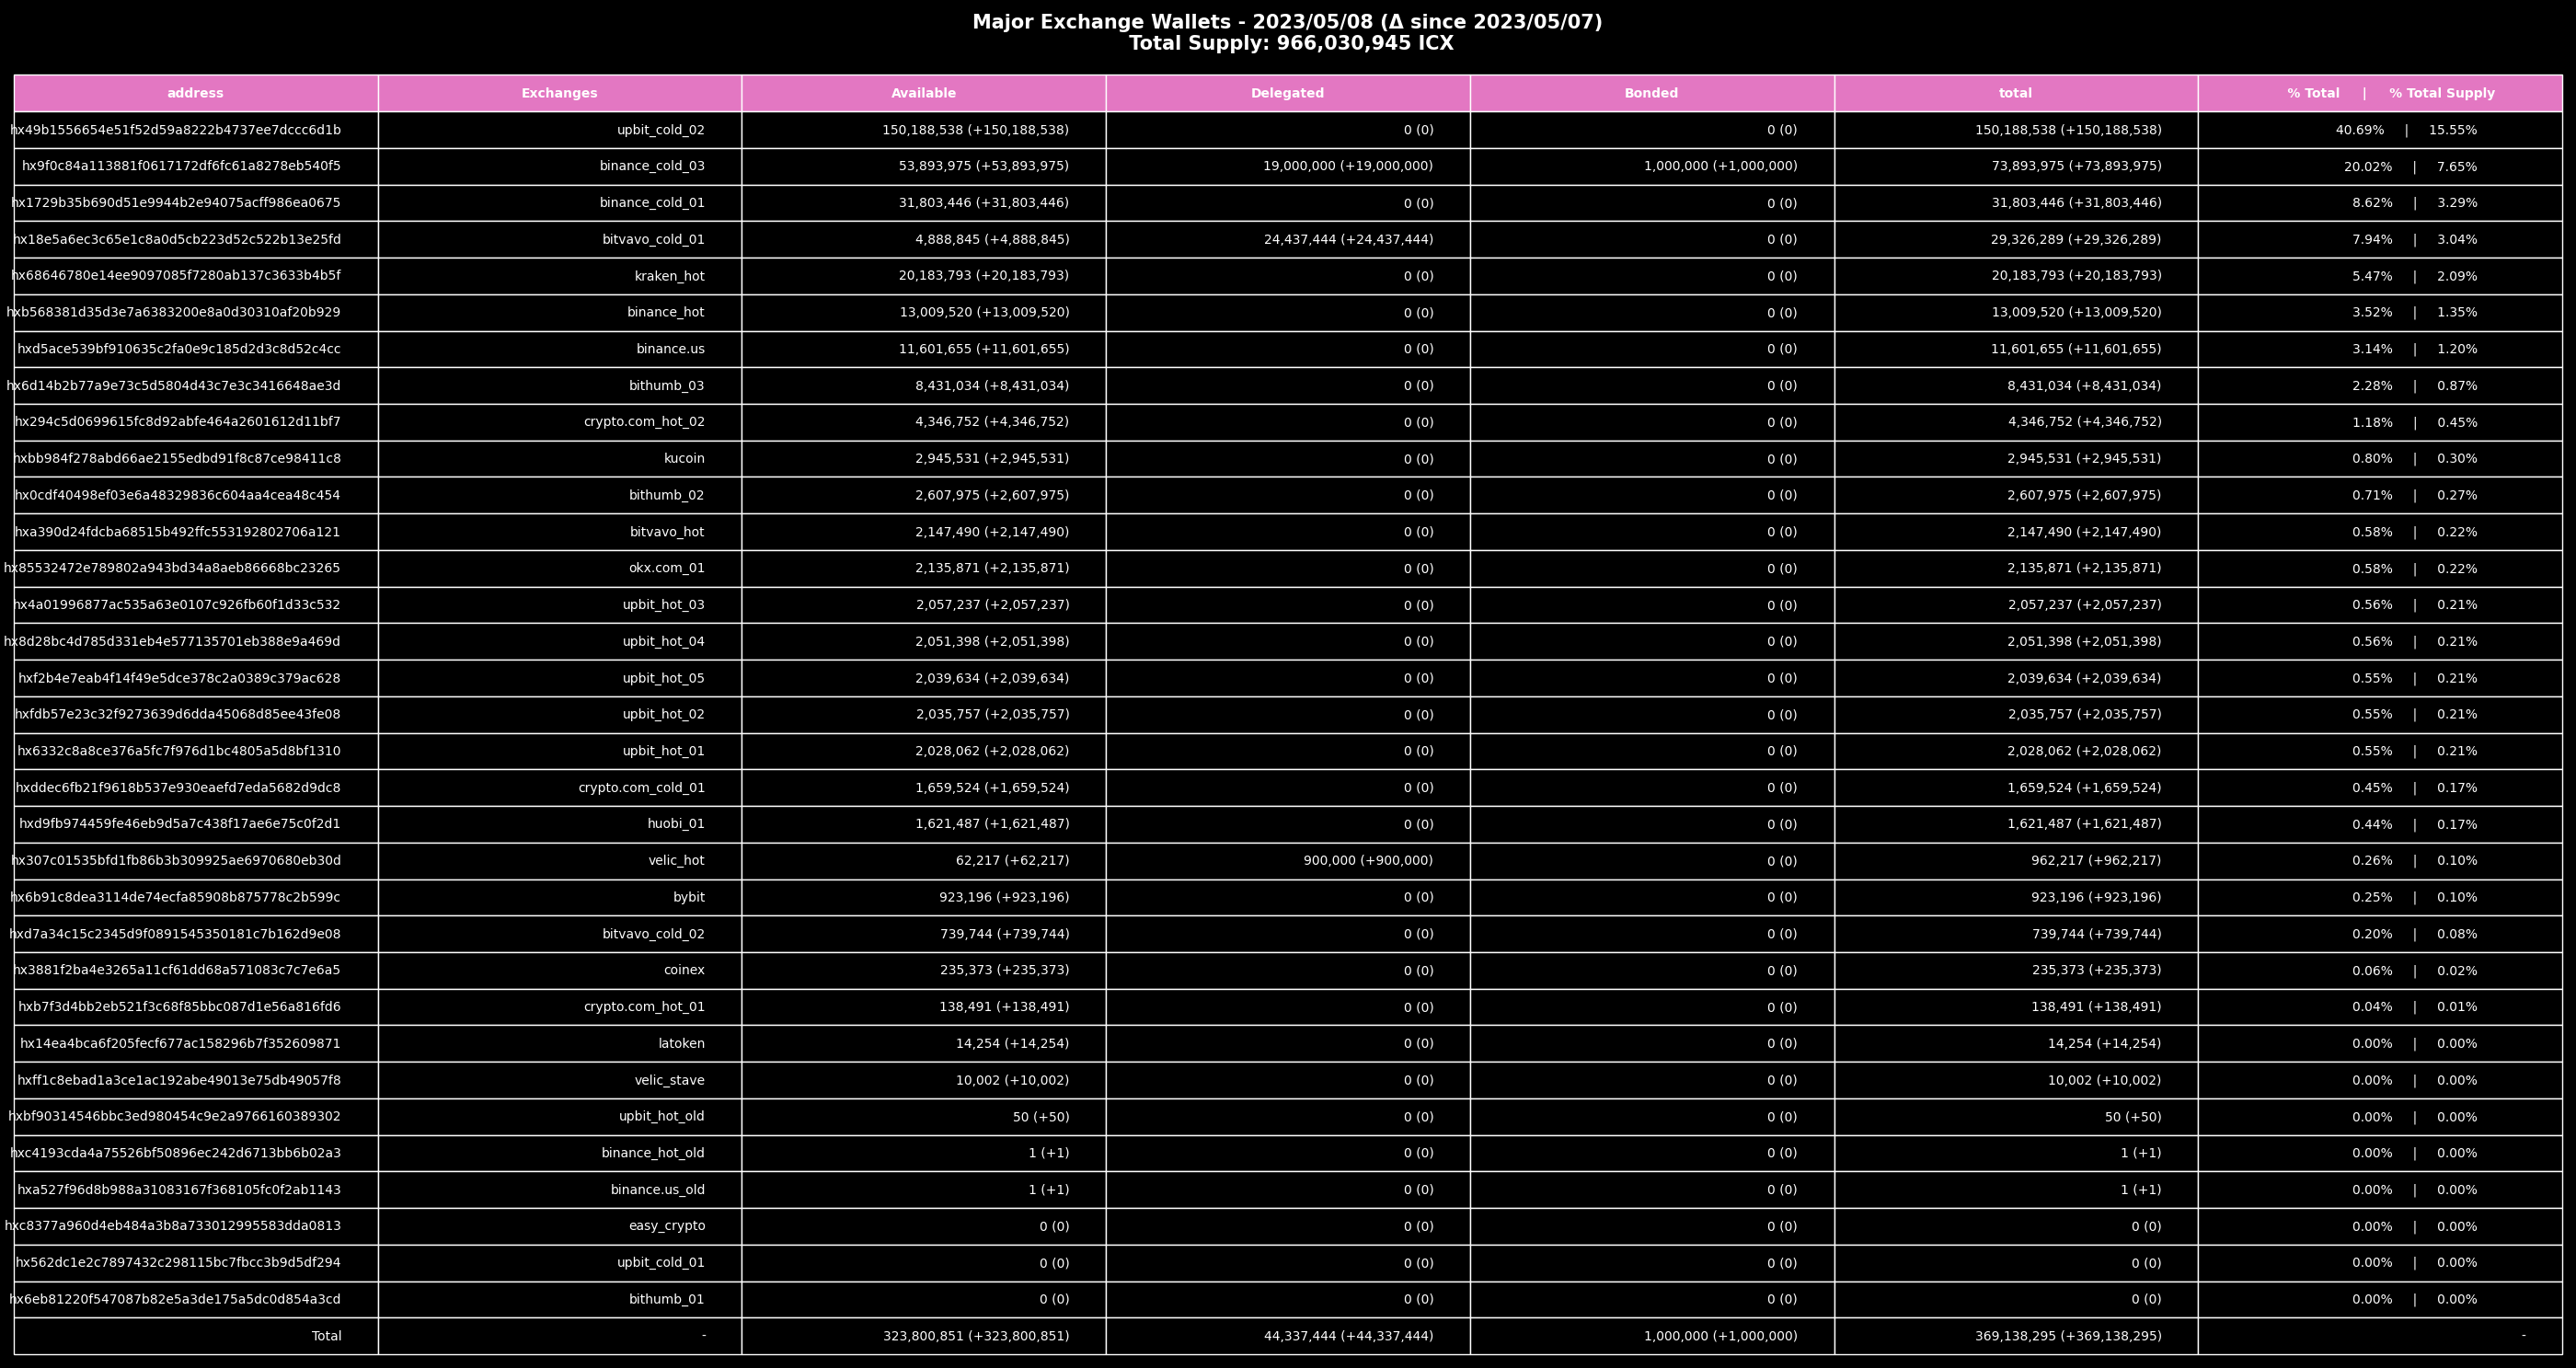 Major Exchange Wallets - 2023/05/08 (Δ since 2023/05/07)
Total Supply: 966,030,945 ICX
address Exchanges Available Delegated Bonded total % Total | % Total Supply
hx49b1556654e51f52d59a8222b4737ee7dccc6d1b upbit_cold_02 150,188,538 (+150,188,538) 0 (0) 0 (0) 150,188,538 (+150,188,538) 40.69% | 15.55%
hx9f0c84a113881f0617172df6fc61a8278eb540f5 binance_cold_03 53,893,975 (+53,893,975) 19,000,000 (+19,000,000) 1,000,000 (+1,000,000) 73,893,975 (+73,893,975) 20.02% | 7.65%
hx1729b35b690d51e9944b2e94075acff986ea0675 binance_cold_01 31,803,446 (+31,803,446) 0 (0) 0 (0) 31,803,446 (+31,803,446) 8.62% | 3.29%
hx18e5a6ec3c65e1c8a0d5cb223d52c522b13e25fd bitvavo_cold_01 4,888,845 (+4,888,845) 24,437,444 (+24,437,444) 0 (0) 29,326,289 (+29,326,289) 7.94% | 3.04%
hx68646780e14ee9097085f7280ab137c3633b4b5f kraken_hot 20,183,793 (+20,183,793) 0 (0) 0 (0) 20,183,793 (+20,183,793) 5.47% | 2.09%
hxb568381d35d3e7a6383200e8a0d30310af20b929 binance_hot 13,009,520 (+13,009,520) 0 (0) 0 (0) 13,009,520 (+13,009,520) 3.52% | 1.35%
hxd5ace539bf910635c2fa0e9c185d2d3c8d52c4cc binance.us 11,601,655 (+11,601,655) 0 (0) 0 (0) 11,601,655 (+11,601,655) 3.14% | 1.20%
hx6d14b2b77a9e73c5d5804d43c7e3c3416648ae3d bithumb_03 8,431,034 (+8,431,034) 0 (0) 0 (0) 8,431,034 (+8,431,034) 2.28% | 0.87%
hx294c5d0699615fc8d92abfe464a2601612d11bf7 crypto.com_hot_02 4,346,752 (+4,346,752) 0 (0) 0 (0) 4,346,752 (+4,346,752) 1.18% | 0.45%
hxbb984f278abd66ae2155edbd91f8c87ce98411c8 kucoin 2,945,531 (+2,945,531) 0 (0) 0 (0) 2,945,531 (+2,945,531) 0.80% | 0.30%
hx0cdf40498ef03e6a48329836c604aa4cea48c454 bithumb_02 2,607,975 (+2,607,975) 0 (0) 0 (0) 2,607,975 (+2,607,975) 0.71% | 0.27%
hxa390d24fdcba68515b492ffc553192802706a121 bitvavo_hot 2,147,490 (+2,147,490) 0 (0) 0 (0) 2,147,490 (+2,147,490) 0.58% | 0.22%
hx85532472e789802a943bd34a8aeb86668bc23265 okx.com_01 2,135,871 (+2,135,871) 0 (0) 0 (0) 2,135,871 (+2,135,871) 0.58% | 0.22%
hx4a01996877ac535a63e0107c926fb60f1d33c532 upbit_hot_03 2,057,237 (+2,057,237) 0 (0) 0 (0) 2,057,237 (+2,057,237) 0.56% | 0.21%
hx8d28bc4d785d331eb4e577135701eb388e9a469d upbit_hot_04 2,051,398 (+2,051,398) 0 (0) 0 (0) 2,051,398 (+2,051,398) 0.56% | 0.21%
hxf2b4e7eab4f14f49e5dce378c2a0389c379ac628 upbit_hot_05 2,039,634 (+2,039,634) 0 (0) 0 (0) 2,039,634 (+2,039,634) 0.55% | 0.21%
hxfdb57e23c32f9273639d6dda45068d85ee43fe08 upbit_hot_02 2,035,757 (+2,035,757) 0 (0) 0 (0) 2,035,757 (+2,035,757) 0.55% | 0.21%
hx6332c8a8ce376a5fc7f976d1bc4805a5d8bf1310 upbit_hot_01 2,028,062 (+2,028,062) 0 (0) 0 (0) 2,028,062 (+2,028,062) 0.55% | 0.21%
hxddec6fb21f9618b537e930eaefd7eda5682d9dc8 crypto.com_cold_01 1,659,524 (+1,659,524) 0 (0) 0 (0) 1,659,524 (+1,659,524) 0.45% | 0.17%
hxd9fb974459fe46eb9d5a7c438f17ae6e75c0f2d1 huobi_01 1,621,487 (+1,621,487) 0 (0) 0 (0) 1,621,487 (+1,621,487) 0.44% | 0.17%
hx307c01535bfd1fb86b3b309925ae6970680eb30d velic_hot 62,217 (+62,217) 900,000 (+900,000) 0 (0) 962,217 (+962,217) 0.26% | 0.10%
hx6b91c8dea3114de74ecfa85908b875778c2b599c bybit 923,196 (+923,196) 0 (0) 0 (0) 923,196 (+923,196) 0.25% | 0.10%
hxd7a34c15c2345d9f0891545350181c7b162d9e08 bitvavo_cold_02 739,744 (+739,744) 0 (0) 0 (0) 739,744 (+739,744) 0.20% | 0.08%
hx3881f2ba4e3265a11cf61dd68a571083c7c7e6a5 coinex 235,373 (+235,373) 0 (0) 0 (0) 235,373 (+235,373) 0.06% | 0.02%
hxb7f3d4bb2eb521f3c68f85bbc087d1e56a816fd6 crypto.com_hot_01 138,491 (+138,491) 0 (0) 0 (0) 138,491 (+138,491) 0.04% | 0.01%
hx14ea4bca6f205fecf677ac158296b7f352609871 latoken 14,254 (+14,254) 0 (0) 0 (0) 14,254 (+14,254) 0.00% | 0.00%
hxff1c8ebad1a3ce1ac192abe49013e75db49057f8 velic_stave 10,002 (+10,002) 0 (0) 0 (0) 10,002 (+10,002) 0.00% | 0.00%
hxbf90314546bbc3ed980454c9e2a9766160389302 upbit_hot_old 50 (+50) 0 (0) 0 (0) 50 (+50) 0.00% | 0.00%
hxc4193cda4a75526bf50896ec242d6713bb6b02a3 binance_hot_old 1 (+1) 0 (0) 0 (0) 1 (+1) 0.00% | 0.00%
hxa527f96d8b988a31083167f368105fc0f2ab1143 binance.us_old 1 (+1) 0 (0) 0 (0) 1 (+1) 0.00% | 0.00%
hxc8377a960d4eb484a3b8a733012995583dda0813 easy_crypto 0 (0) 0 (0) 0 (0) 0 (0) 0.00% | 0.00%
hx562dc1e2c7897432c298115bc7fbcc3b9d5df294 upbit_cold_01 0 (0) 0 (0) 0 (0) 0 (0) 0.00% | 0.00%
hx6eb81220f547087b82e5a3de175a5dc0d854a3cd bithumb_01 0 (0) 0 (0) 0 (0) 0 (0) 0.00% | 0.00%
Total - 323,800,851 (+323,800,851) 44,337,444 (+44,337,444) 1,000,000 (+1,000,000) 369,138,295 (+369,138,295) -